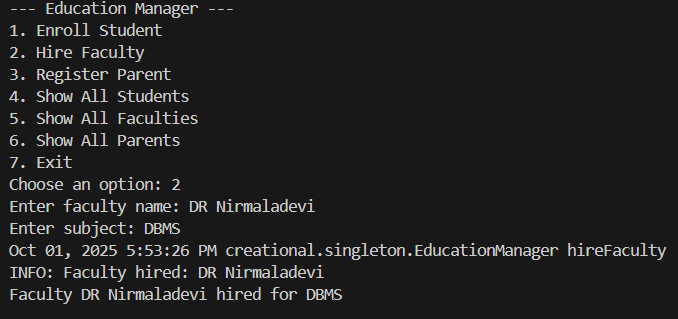 --- Education Manager ---
1. Enroll Student
2. Hire Faculty
3. Register Parent
4. Show All Students
5. Show All Faculties
6. Show All Parents
7. Exit
Choose an option: 2
Enter faculty name: DR Nirmaladevi
Enter subject: DBMS
Oct 01, 2025 5:53:26 PM creational.singleton.EducationManager hireFaculty
INFO: Faculty hired: DR Nirmaladevi
Faculty DR Nirmaladevi hired for DBMS